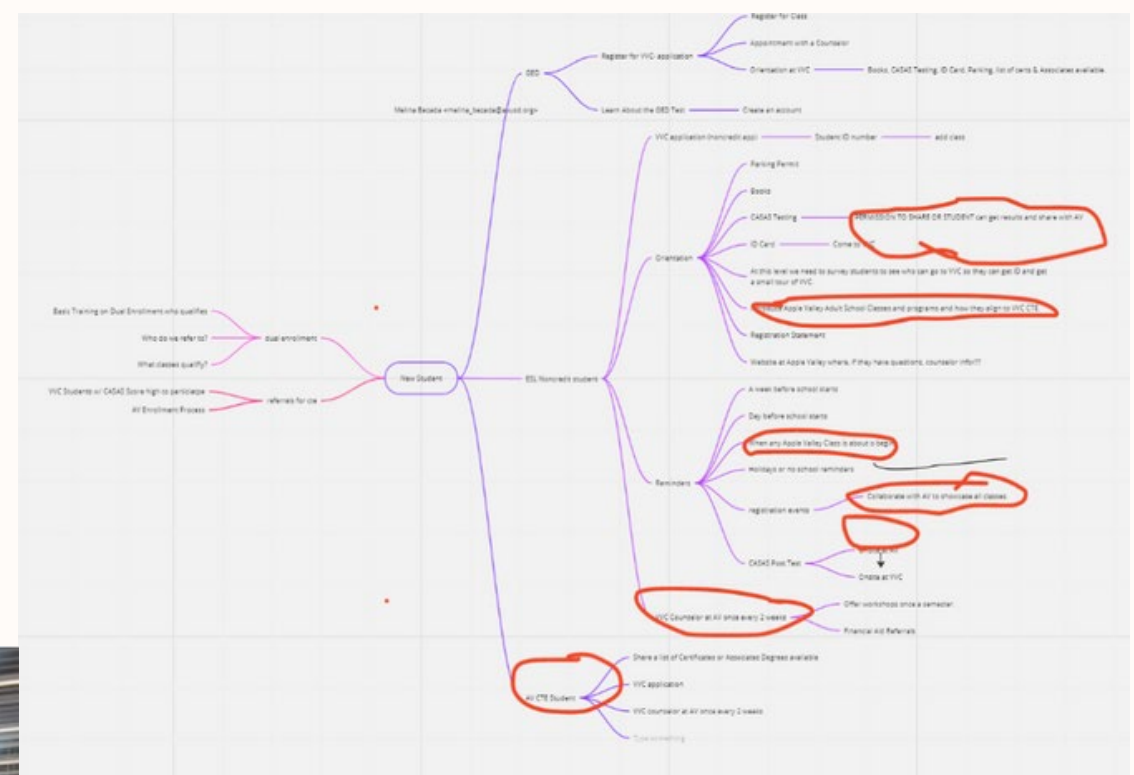 Register for Class
Appointment with a Counselor
Register for VVC: application
Orientation at VVC
Books, CASAS Testing, ID Card, Parking, list of certs & Associates available.
GED
Learn About the GED Test
Create an account
VVC application (noncredit app)
Student ID number
add class
Parking Permit
Books
CASAS Testing
PERMISSION TO SHARE OR STUDENT can get results and share with AV
ID Card
Come to VVC
Orientation
At this level we need to survey students to see who can go to VVC so they can get ID and get
a small tour of VVC.
Apple Valley Adult School Classes and programs and how they align to VVC CTE
Registration Statement
Website at Apple Valley where, if they have questions, counselor info???
Basic Training on Dual Enrollment who qualifies
Who do we refer to?
dual enrollment
What classes qualify?
New Student
ESL Noncredit student
VVC Students w/ CASAS Score high to participate
referrals for cte
AV Enrollment Process
A week before school starts
Day before school starts
When any Apple Valley Class is about to begin
Holidays or no school reminders
Reminders
registration events
Collaborate with AV to showcase all classes
CASAS Post Test
Onsite at VVC
VVC Counselor at AV once every 2 weeks
Offer workshops once a semester.
Financial Aid Referrals
Share a list of Certificates or Associates Degrees available
AV CTE Student
VVC application
VVC counselor at AV once every 2 weeks
Type something